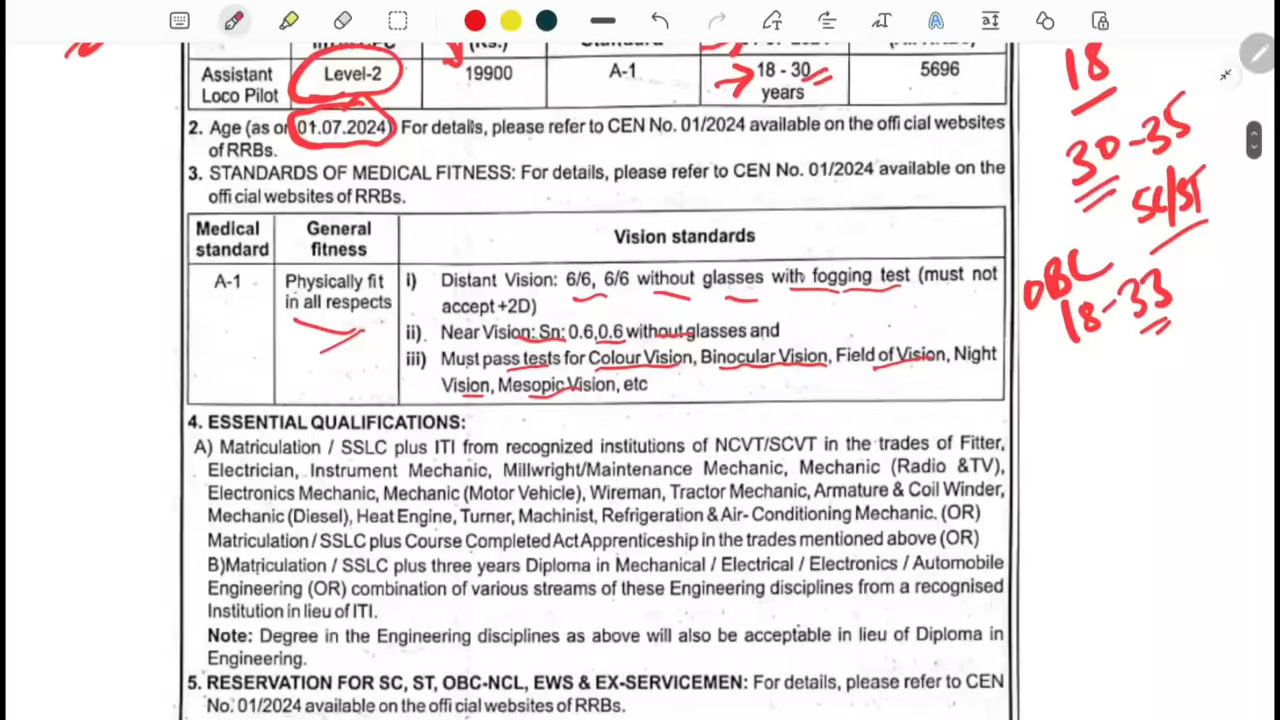 (Rs.)
Assistant Level-2 19900 A-1 18 - 30 5696
Loco Pilot years
2. Age (as on 01.07.2024) For details, please refer to CEN No. 01/2024 available on the official websites
of RRBs.
3. STANDARDS OF MEDICAL FITNESS: For details, please refer to CEN No. 01/2024 available on the
official websites of RRBs.
Medical standard
General fitness
Vision standards
A-1
Physically fit
in all respects
i) Distant Vision: 6/6, 6/6 without glasses with fogging test (must not
accept +2D)
ii) Near Vision: Sn: 0.6,0.6 without glasses and
iii) Must pass tests for Colour Vision, Binocular Vision, Field of Vision, Night
Vision, Mesopic Vision, etc
4. ESSENTIAL QUALIFICATIONS:
A) Matriculation / SSLC plus ITI from recognized institutions of NCVT/SCVT in the trades of Fitter,
Electrician, Instrument Mechanic, Millwright/Maintenance Mechanic, Mechanic (Radio &TV),
Electronics Mechanic, Mechanic (Motor Vehicle), Wireman, Tractor Mechanic, Armature & Coil Winder,
Mechanic (Diesel), Heat Engine, Turner, Machinist, Refrigeration & Air- Conditioning Mechanic. (OR)
Matriculation / SSLC plus Course Completed Act Apprenticeship in the trades mentioned above (OR)
B)Matriculation / SSLC plus three years Diploma in Mechanical / Electrical / Electronics / Automobile
Engineering (OR) combination of various streams of these Engineering disciplines from a recognised
Institution in lieu of ITI.
Note: Degree in the Engineering disciplines as above will also be acceptable in lieu of Diploma in
Engineering.
5. RESERVATION FOR SC, ST, OBC-NCL, EWS & EX-SERVICEMEN: For details, please refer to CEN
No. 01/2024 available on the official websites of RRBs.
18
30-35
SC/ST
OBC
18-33